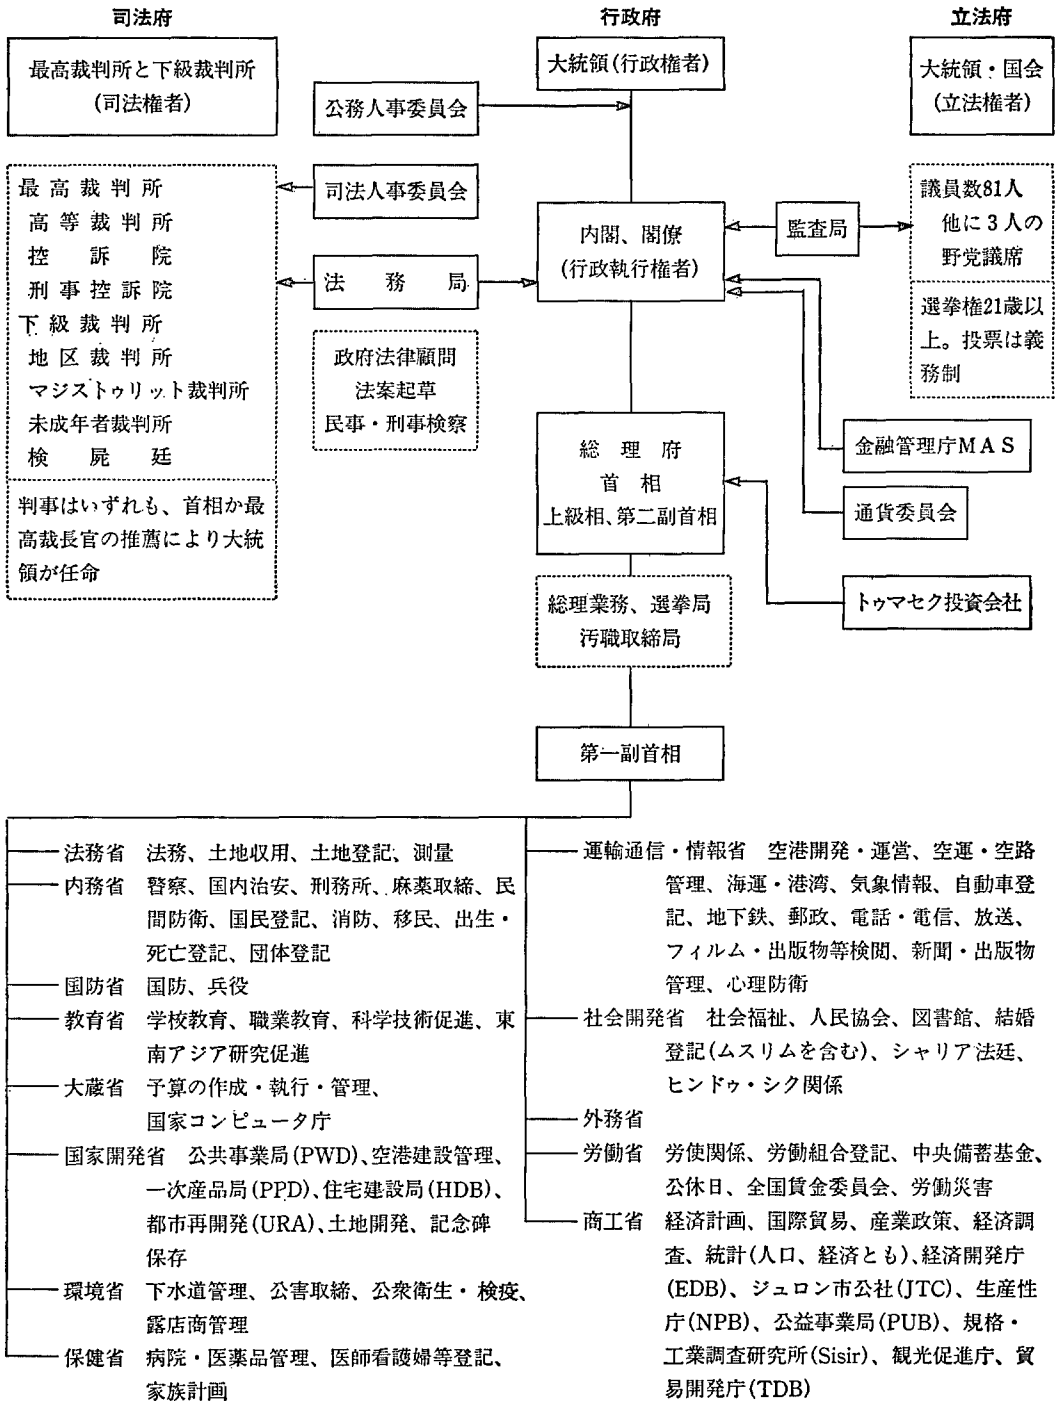 司法府
最高裁判所と下級裁判所
(司法権者)
最高裁判所
高等裁判所
控訴院
刑事控訴院
下級裁判所
地区裁判所
マジストゥリット裁判所
未成年者裁判所
検屍廷
判事はいずれも、首相か最
高裁長官の推薦により大統
領が任命
公務人事委員会
司法人事委員会
法務局
政府法律顧問
法案起草
民事・刑事検察
行政府
大統領(行政権者)
内閣、閣僚
(行政執行権者)
総理府
首相
上級相、第二副首相
総理業務、選挙局
汚職取締局
第一副首相
立法府
大統領・国会
(立法権者)
監査局
議員数81人
他に3人の
野党議席
選挙権21歳以
上。投票は義
務制
金融管理庁MAS
通貨委員会
トゥマセク投資会社
法務省 法務、土地収用、土地登記、測量
内務省 警察、国内治安、刑務所、麻薬取締、民
間防衛、国民登記、消防、移民、出生・
死亡登記、団体登記
国防省 国防、兵役
教育省 学校教育、職業教育、科学技術促進、東
南アジア研究促進
大蔵省 予算の作成・執行・管理、
国家コンピュータ庁
国家開発省 公共事業局(PWD)、空港建設管理、
一次産品局(PPD)、住宅建設局(HDB)、
都市再開発(URA)、土地開発、記念碑
保存
環境省 下水道管理、公害取締、公衆衛生・検疫、
露店商管理
保健省 病院・医薬品管理、医師看護婦等登記、
家族計画
運輸通信・情報省 空港開発・運営、空運・空路
管理、海運・港湾、気象情報、自動車登
記、地下鉄、郵政、電話・電信、放送、
フィルム・出版物等検閲、新聞・出版物
管理、心理防衛
社会開発省 社会福祉、人民協会、図書館、結婚
登記(ムスリムを含む)、シャリア法廷、
ヒンドゥ・シク関係
外務省
労働省 労使関係、労働組合登記、中央備蓄基金、
公休日、全国賃金委員会、労働災害
商工省 経済計画、国際貿易、産業政策、経済調
査、統計(人口、経済とも)、経済開発庁
(EDB)、ジュロン市公社(JTC)、生産性
庁(NPB)、公益事業局(PUB)、規格・
工業調査研究所(Sisir)、観光促進庁、貿
易開発庁(TDB)